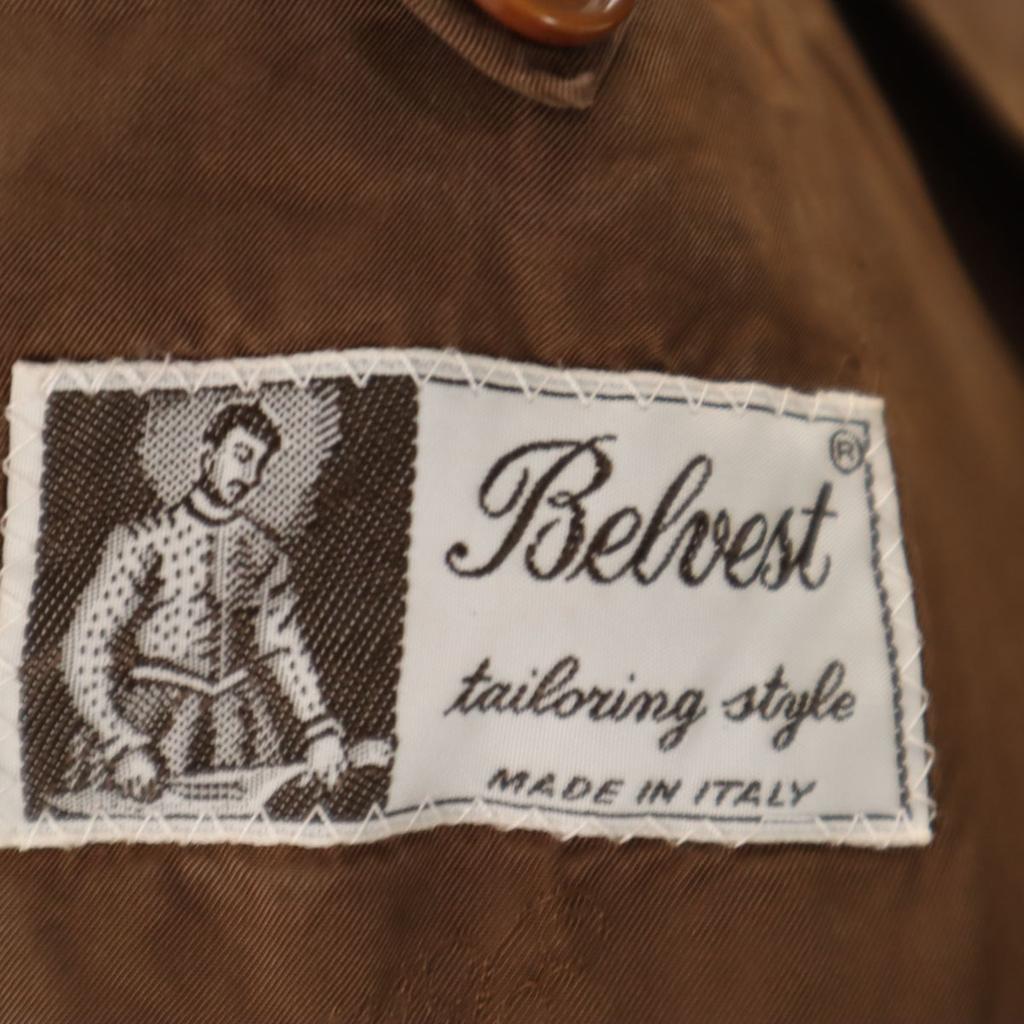 Belvest ®
tailoring style
MADE IN ITALY